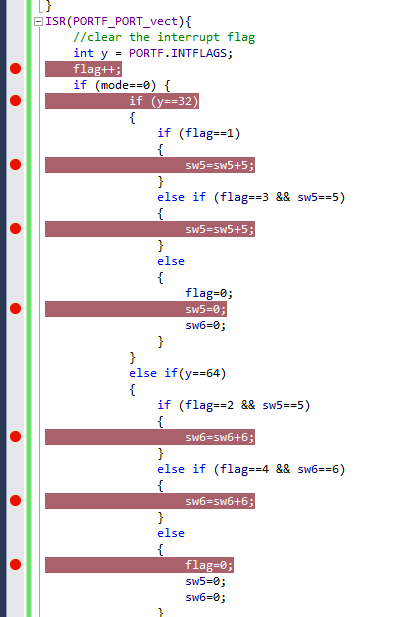 }
ISR(PORTF_PORT_vect){
//clear the interrupt flag
int y = PORTF.INTFLAGS;
flag++;
if (mode==0) {
if (y==32)
{
if (flag==1)
{
sw5=sw5+5;
}
else if (flag==3 && sw5==5)
{
sw5=sw5+5;
}
else
{
flag=0;
sw5=0;
sw6=0;
}
}
else if(y==64)
{
if (flag==2 && sw5==5)
{
sw6=sw6+6;
}
else if (flag==4 && sw6==6)
{
sw6=sw6+6;
}
else
{
flag=0;
sw5=0;
sw6=0;
}